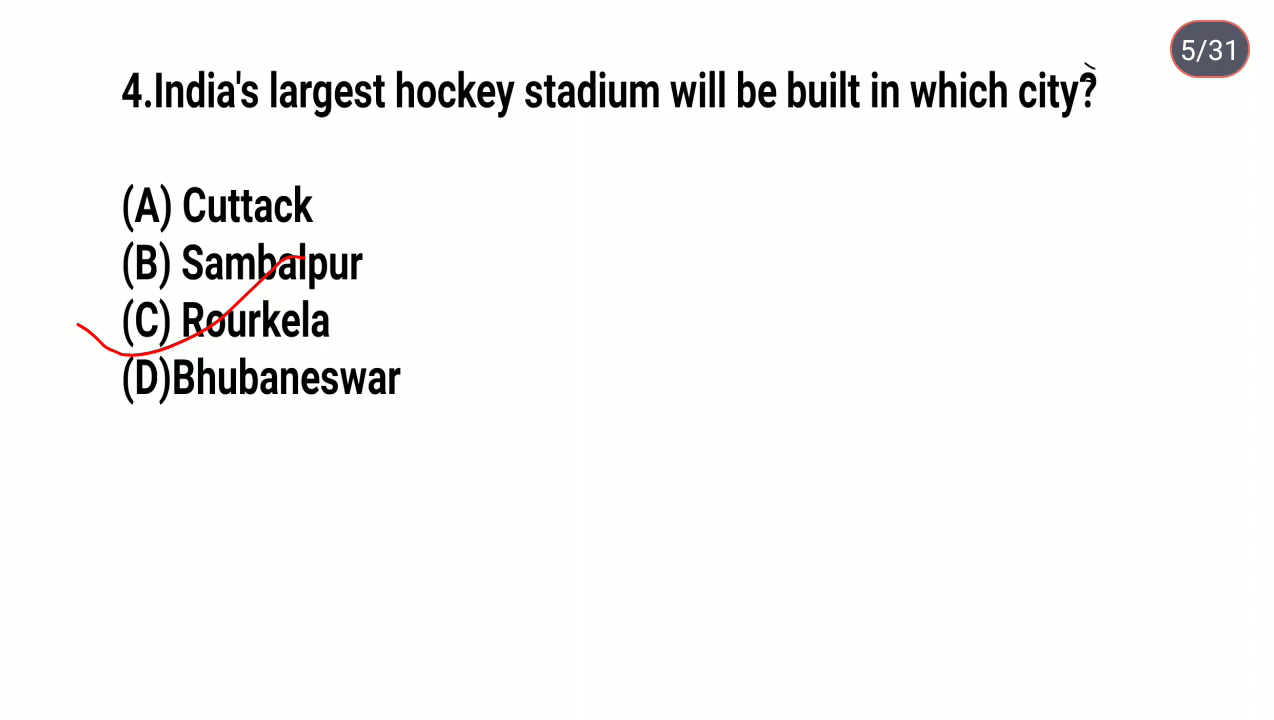 5/31
4.India's largest hockey stadium will be built in which city?
(A) Cuttack
(B) Sambalpur
(C) Rourkela
(D)Bhubaneswar